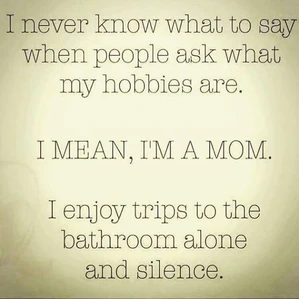 I never know what to say
when people ask what
my hobbies are.
I MEAN, I'M A MOM.
I enjoy trips to the
bathroom alone
and silence.